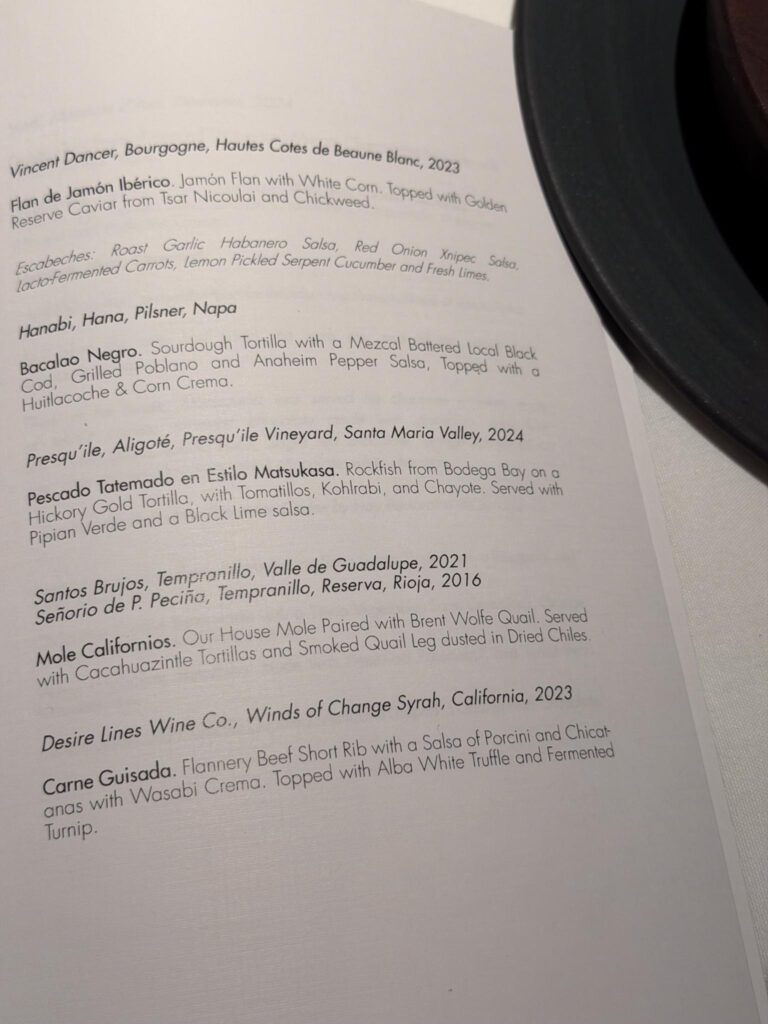 Vincent Dancer, Bourgogne, Hautes Cotes de Beaune Blanc, 2023
Flan de Jamón Ibérico. Jamón Flan with White Corn. Topped with Golden
Reserve Caviar from Tsar Nicoulai and Chickweed.
Escabeches: Roast Garlic Habanero Salsa, Red Onion Xnipec Salsa,
lacto-Fermented Carrots, Lemon Pickled Serpent Cucumber and Fresh Limes.
Hanabi, Hana, Pilsner, Napa
Bacalao Negro. Sourdough Tortilla with a Mezcal Battered Local Black
Cod, Grilled Poblano and Anaheim Pepper Salsa, Topped with a
Huitlacoche & Corn Crema.
Presqu'ile, Aligoté, Presqu'ile Vineyard, Santa Maria Valley, 2024
Pescado Tatemado en Estilo Matsukasa. Rockfish from Bodega Bay on a
Hickory Gold Tortilla, with Tomatillos, Kohlrabi, and Chayote. Served with
Pipian Verde and a Black Lime salsa.
Santos Brujos, Tempranillo, Valle de Guadalupe, 2021
Señorio de P. Peciña, Tempranillo, Reserva, Rioja, 2016
Mole Californios. Our House Mole Paired with Brent Wolfe Quail. Served
with Cacahuazintle Tortillas and Smoked Quail Leg dusted in Dried Chiles.
Desire Lines Wine Co., Winds of Change Syrah, California, 2023
Carne Guisada. Flannery Beef Short Rib with a Salsa of Porcini and Chicat-
anas with Wasabi Crema. Topped with Alba White Truffle and Fermented
Turnip.